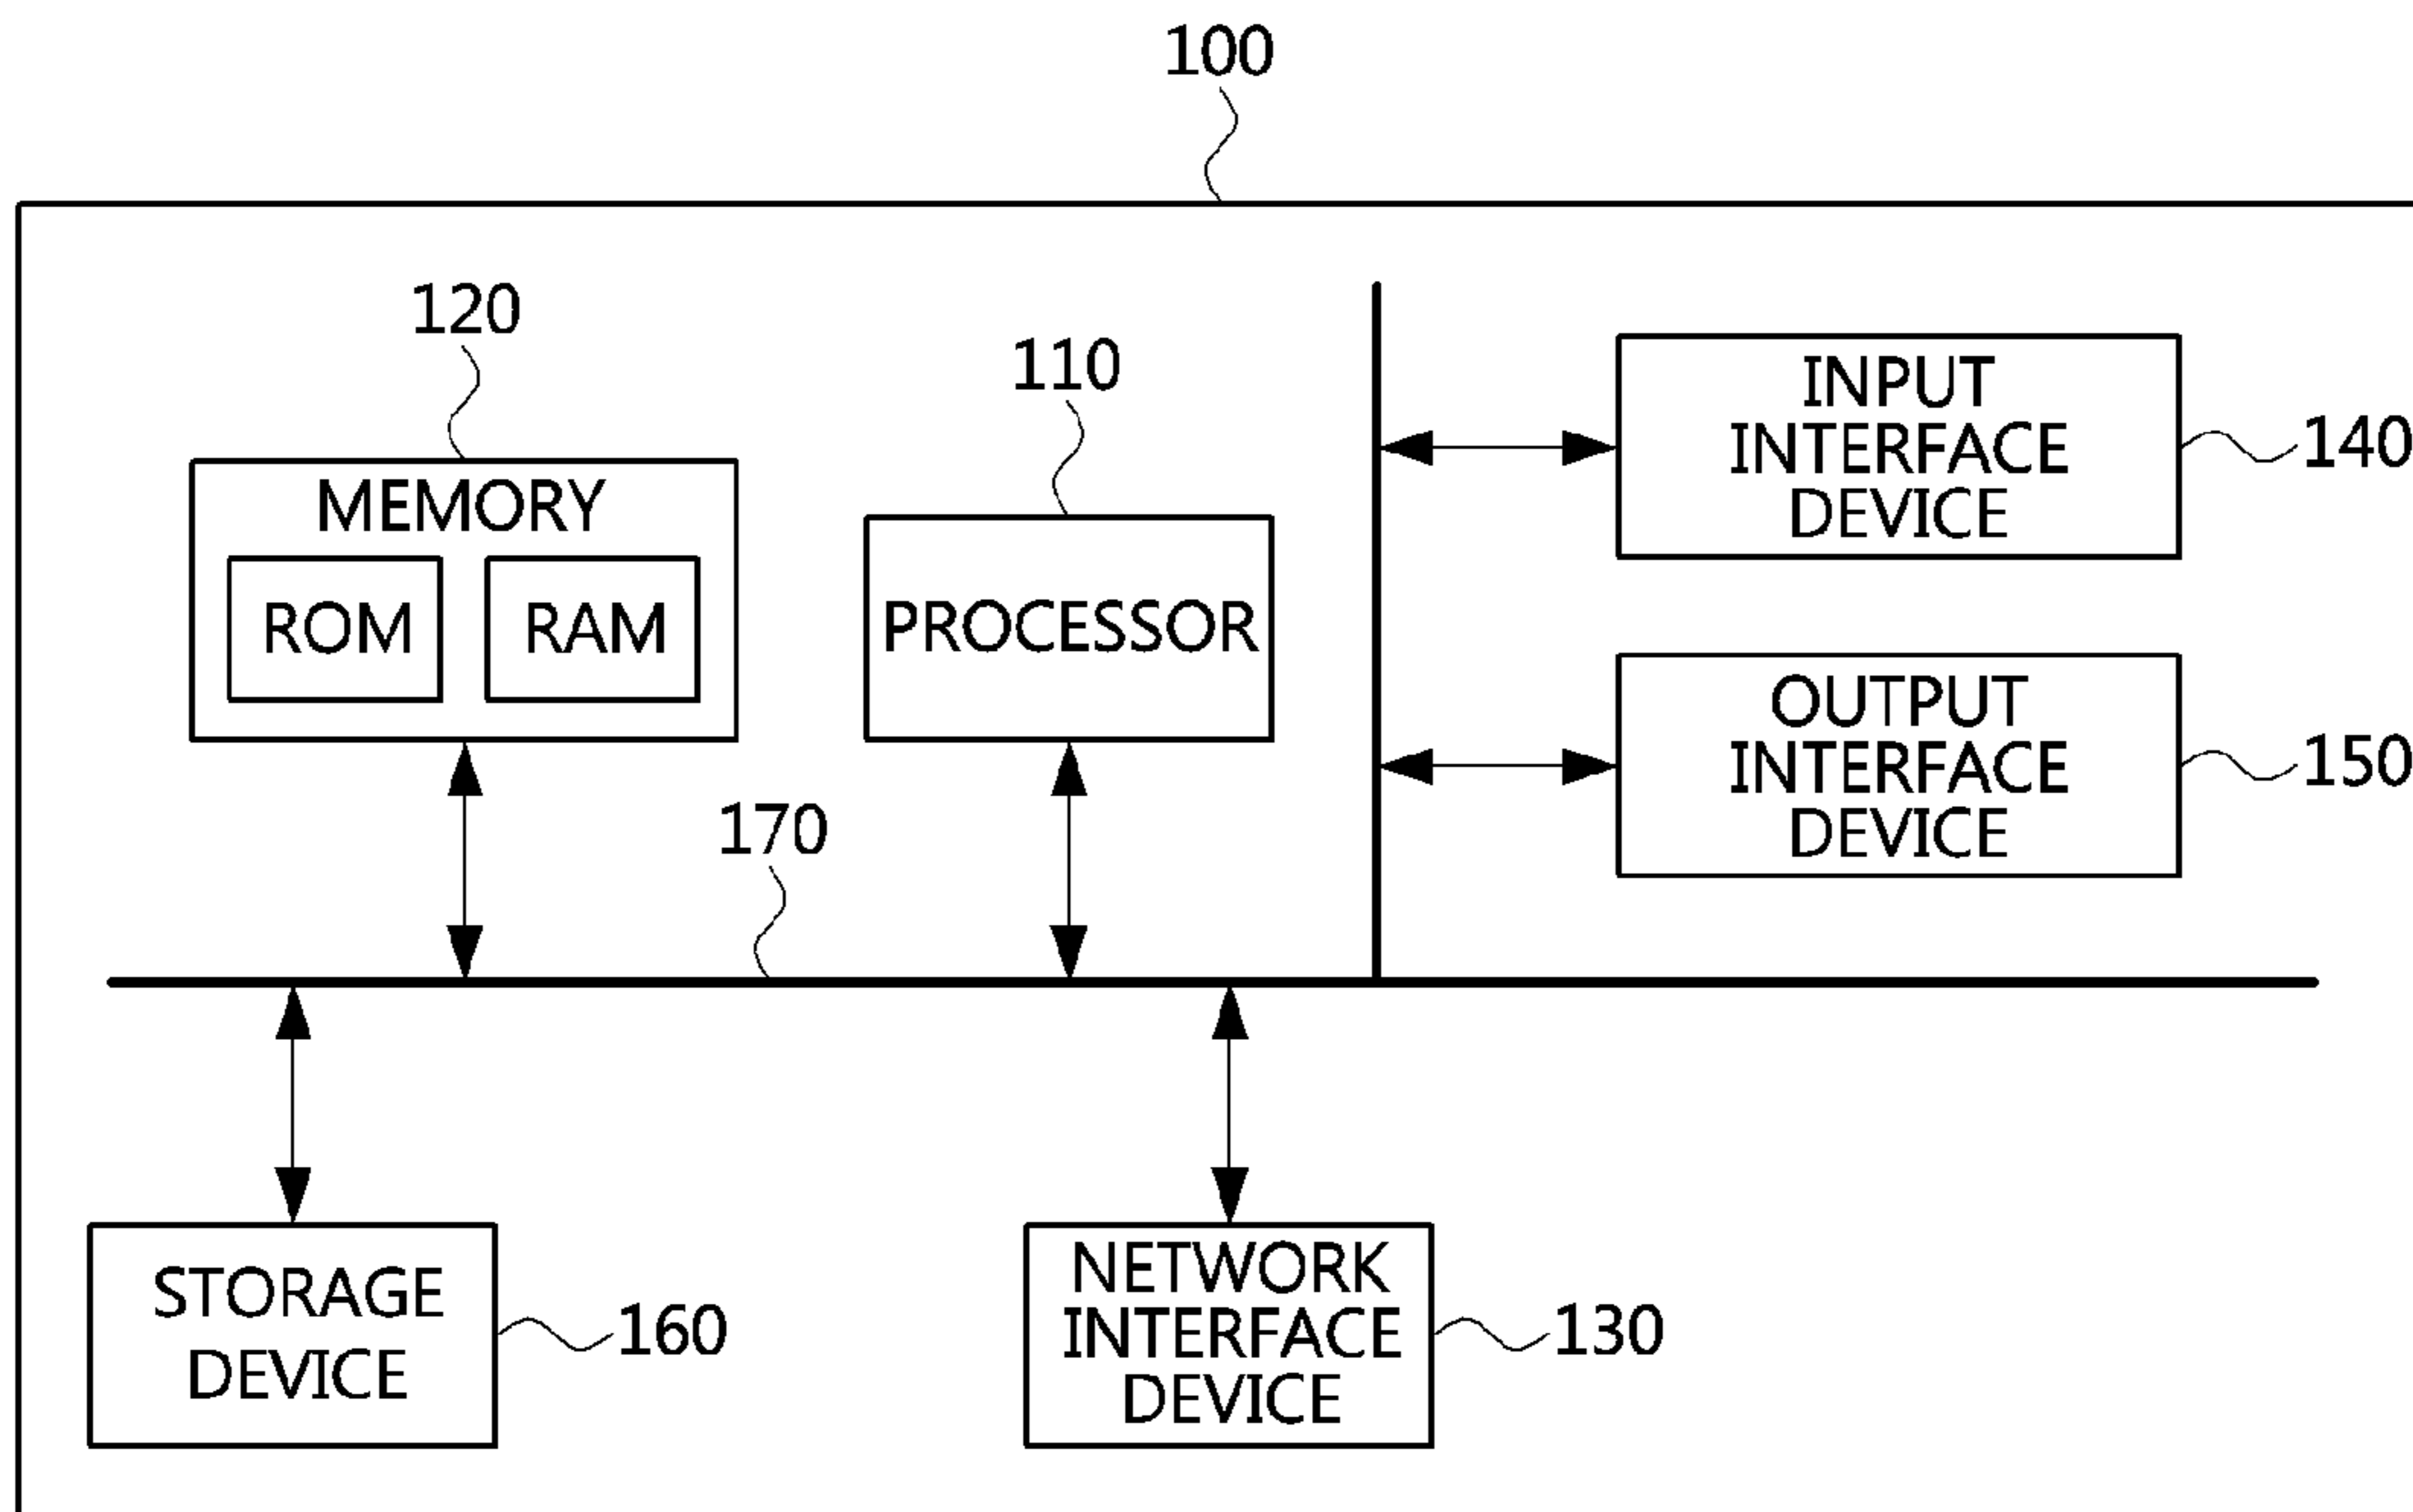 100
120
110
MEMORY
ROM
RAM
PROCESSOR
INPUT
INTERFACE
DEVICE
140
OUTPUT
INTERFACE
DEVICE
150
170
STORAGE
DEVICE
160
NETWORK
INTERFACE
DEVICE
130